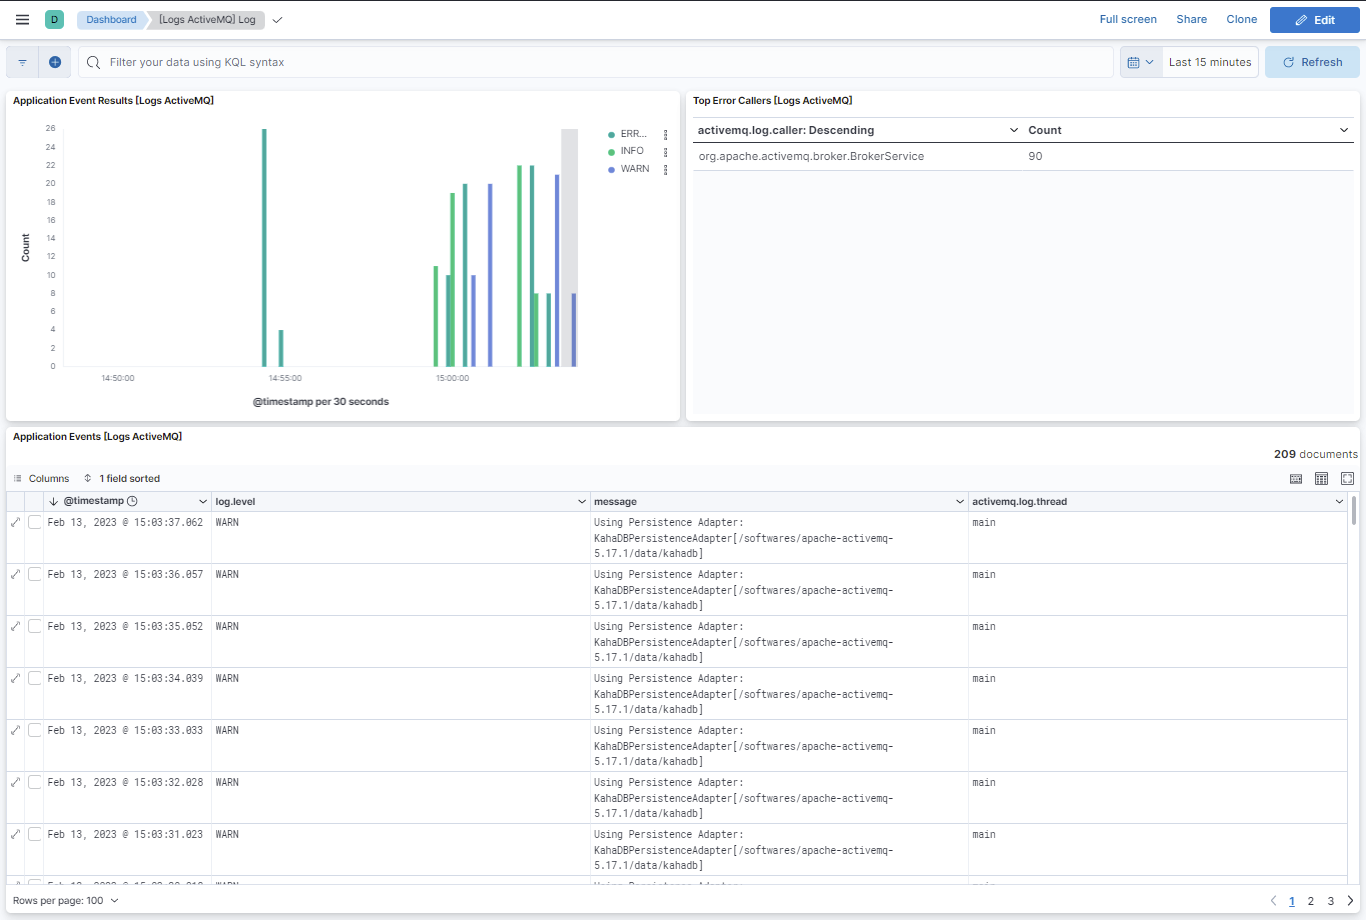 D Dashboard [Logs ActiveMQ] Log Full screen Share Clone Edit
Filter your data using KQL syntax Last 15 minutes Refresh
Application Event Results [Logs ActiveMQ]
26
24
22
20
18
16
14
12
10
8
6
4
2
0
Count
14:50:00 14:55:00 15:00:00
@timestamp per 30 seconds
ERR...
INFO
WARN
Top Error Callers [Logs ActiveMQ]
activemq.log.caller: Descending Count
org.apache.activemq.broker.BrokerService 90
Application Events [Logs ActiveMQ]
209 documents
Columns 1 field sorted
@timestamp log.level message activemq.log.thread
Feb 13, 2023 @ 15:03:37.062 WARN Using Persistence Adapter: main
KahaDBPersistenceAdapter[/softwares/apache-activemq-
5.17.1/data/kahadb]
Feb 13, 2023 @ 15:03:36.057 WARN Using Persistence Adapter: main
KahaDBPersistenceAdapter[/softwares/apache-activemq-
5.17.1/data/kahadb]
Feb 13, 2023 @ 15:03:35.052 WARN Using Persistence Adapter: main
KahaDBPersistenceAdapter[/softwares/apache-activemq-
5.17.1/data/kahadb]
Feb 13, 2023 @ 15:03:34.039 WARN Using Persistence Adapter: main
KahaDBPersistenceAdapter[/softwares/apache-activemq-
5.17.1/data/kahadb]
Feb 13, 2023 @ 15:03:33.033 WARN Using Persistence Adapter: main
KahaDBPersistenceAdapter[/softwares/apache-activemq-
5.17.1/data/kahadb]
Feb 13, 2023 @ 15:03:32.028 WARN Using Persistence Adapter: main
KahaDBPersistenceAdapter[/softwares/apache-activemq-
5.17.1/data/kahadb]
Feb 13, 2023 @ 15:03:31.023 WARN Using Persistence Adapter: main
KahaDBPersistenceAdapter[/softwares/apache-activemq-
5.17.1/data/kahadb]
Rows per page: 100 1 2 3